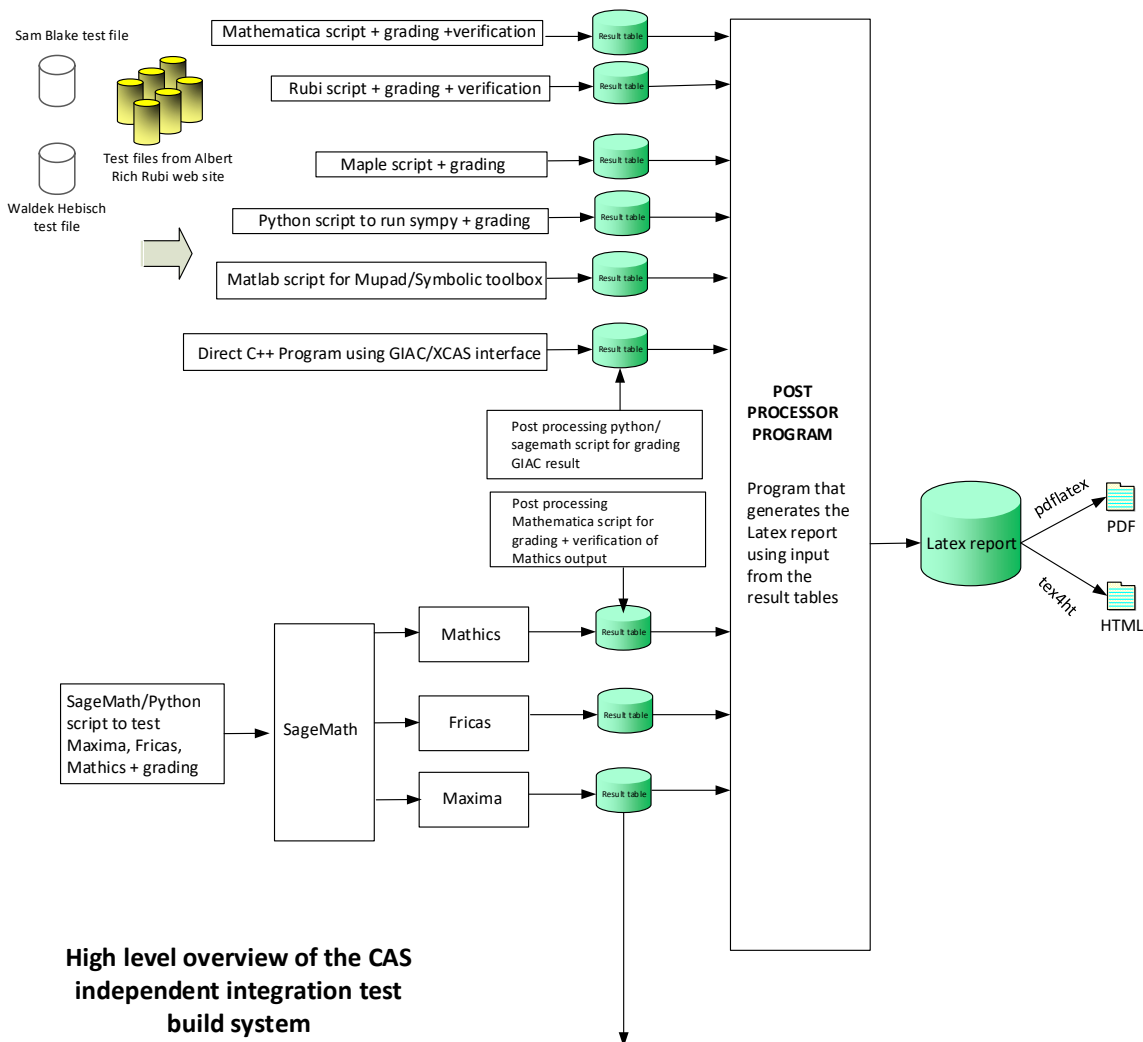 Sam Blake test file
Waldek Hebisch
test file
Test files from Albert
Rich Rubi web site
Mathematica script + grading +verification
Result table
Rubi script + grading + verification
Result table
Maple script + grading
Result table
Python script to run sympy + grading
Result table
Matlab script for Mupad/Symbolic toolbox
Result table
Direct C++ Program using GIAC/XCAS interface
Result table
Post processing python/
sagemath script for grading
GIAC result
Post processing
Mathematica script for
grading + verification of
Mathics output
SageMath/Python
script to test
Maxima, Fricas,
Mathics + grading
SageMath
Mathics
Result table
Fricas
Result table
Maxima
Result table
POST
PROCESSOR
PROGRAM
Program that
generates the
Latex report
using input
from the
result tables
Latex report
pdflatex
PDF
tex4ht
HTML
High level overview of the CAS
independent integration test
build system